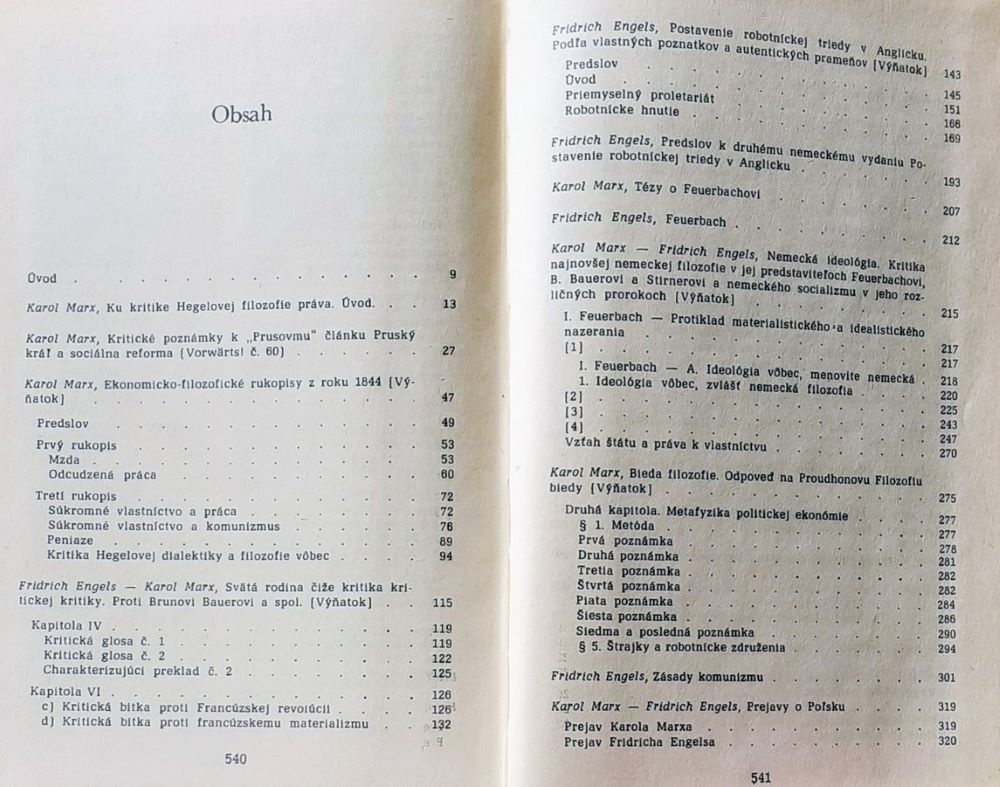 Obsah
Úvod . . . . . . . . . . . . . . 9
Karol Marx, Ku kritike Hegelovej filozofie práva. Úvod. . . 13
Karol Marx, Kritické poznámky k „Prusovmu“ článku Pruský
kráľ a sociálna reforma (Vorwärts! č. 60) . . . . . . 27
Karol Marx, Ekonomicko-filozofické rukopisy z roku 1844 [Vý-
ňatok] . . . . . . . . . . . . . 47
Predslov . . . . . . . . . . . . 49
Prvý rukopis . . . . . . . . . . . 53
Mzda . . . . . . . . . . . . . 53
Odcudzená práca . . . . . . . . . . 60
Tretí rukopis . . . . . . . . . . . 72
Súkromné vlastníctvo a práca . . . . . . . 72
Súkromné vlastníctvo a komunizmus . . . . . . 76
Peniaze . . . . . . . . . . . . 89
Kritika Hegelovej dialektiky a filozofie vôbec . . . . 94
Fridrich Engels — Karol Marx, Svätá rodina čiže kritika kri-
tickej kritiky. Proti Brunovi Bauerovi a spol. [Výňatok] . . 115
Kapitola IV . . . . . . . . . . . 119
Kritická glosa č. 1 . . . . . . . . . 119
Kritická glosa č. 2 . . . . . . . . . 122
Charakterizujúci preklad č. 2 . . . . . . . 125
Kapitola VI . . . . . . . . . . . 126
c) Kritická bitka proti Francúzskej revolúcii . . . . 126
d) Kritická bitka proti francúzskemu materializmu . . 132
540
Fridrich Engels, Postavenie robotníckej triedy v Anglicku.
Podľa vlastných poznatkov a autentických prameňov [Výňatok] 143
Predslov . . . . . . . . . . . . 145
Úvod . . . . . . . . . . . . . 151
Priemyselný proletariát . . . . . . . . 166
Robotnícke hnutie . . . . . . . . . . 169
Fridrich Engels, Predslov k druhému nemeckému vydaniu Po-
stavenie robotníckej triedy v Anglicku . . . . . . 193
Karol Marx, Tézy o Feuerbachovi . . . . . . . 207
Fridrich Engels, Feuerbach . . . . . . . . 212
Karol Marx — Fridrich Engels, Nemecká ideológia. Kritika
najnovšej nemeckej filozofie v jej predstaviteľoch Feuerbachovi,
B. Bauerovi a Stirnerovi a nemeckého socializmu v jeho roz-
ličných prorokoch [Výňatok] . . . . . . . . 215
I. Feuerbach — Protiklad materialistického a idealistického
nazerania . . . . . . . . . . . . 217
[1] . . . . . . . . . . . . . 217
I. Feuerbach — A. Ideológia vôbec, menovite nemecká . 218
1. Ideológia vôbec, zvlášť nemecká filozofia . . . . 220
[2] . . . . . . . . . . . . . 225
[3] . . . . . . . . . . . . . 243
[4] . . . . . . . . . . . . . 247
Vzťah štátu a práva k vlastníctvu . . . . . . . 270
Karol Marx, Bieda filozofie. Odpoveď na Proudhonovu Filozofiu
biedy [Výňatok] . . . . . . . . . . 275
Druhá kapitola. Metafyzika politickej ekonómie . . . . 277
§ 1. Metóda . . . . . . . . . . . 277
Prvá poznámka . . . . . . . . . . 278
Druhá poznámka . . . . . . . . . . 281
Tretia poznámka . . . . . . . . . . 282
Štvrtá poznámka . . . . . . . . . . 282
Piata poznámka . . . . . . . . . . 284
Šiesta poznámka . . . . . . . . . . 286
Siedma a posledná poznámka . . . . . . . 290
§ 5. Štrajky a robotnícke združenia . . . . . . 294
Fridrich Engels, Zásady komunizmu . . . . . . 301
Karol Marx — Fridrich Engels, Prejavy o Poľsku . . . . 319
Prejav Karola Marxa . . . . . . . . . 319
Prejav Fridricha Engelsa . . . . . . . . 320
541